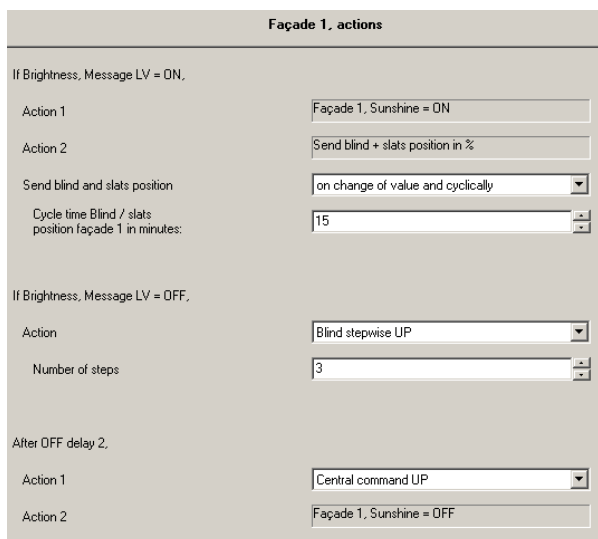 Façade 1, actions
If Brightness, Message LV = ON,
Action 1 Façade 1, Sunshine = ON
Action 2 Send blind + slats position in %
Send blind and slats position on change of value and cyclically
Cycle time Blind / slats
position façade 1 in minutes: 15
If Brightness, Message LV = OFF,
Action Blind stepwise UP
Number of steps 3
After OFF delay 2,
Action 1 Central command UP
Action 2 Façade 1, Sunshine = OFF